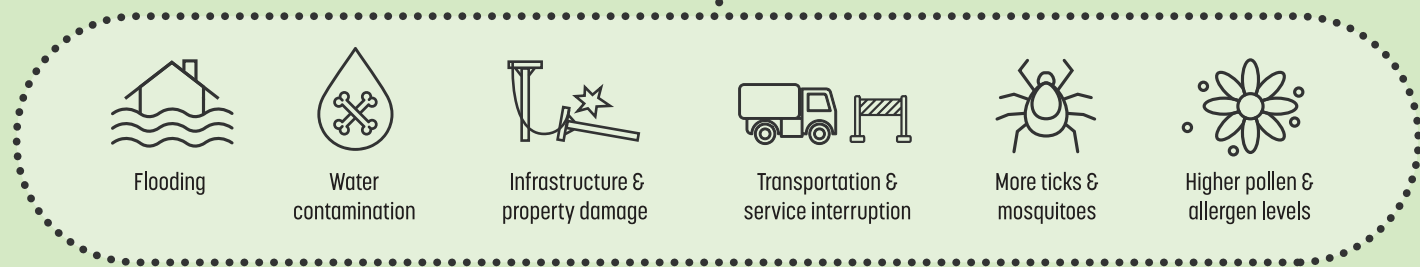 Flooding
Water
contamination
Infrastructure &
property damage
Transportation &
service interruption
More ticks &
mosquitoes
Higher pollen &
allergen levels